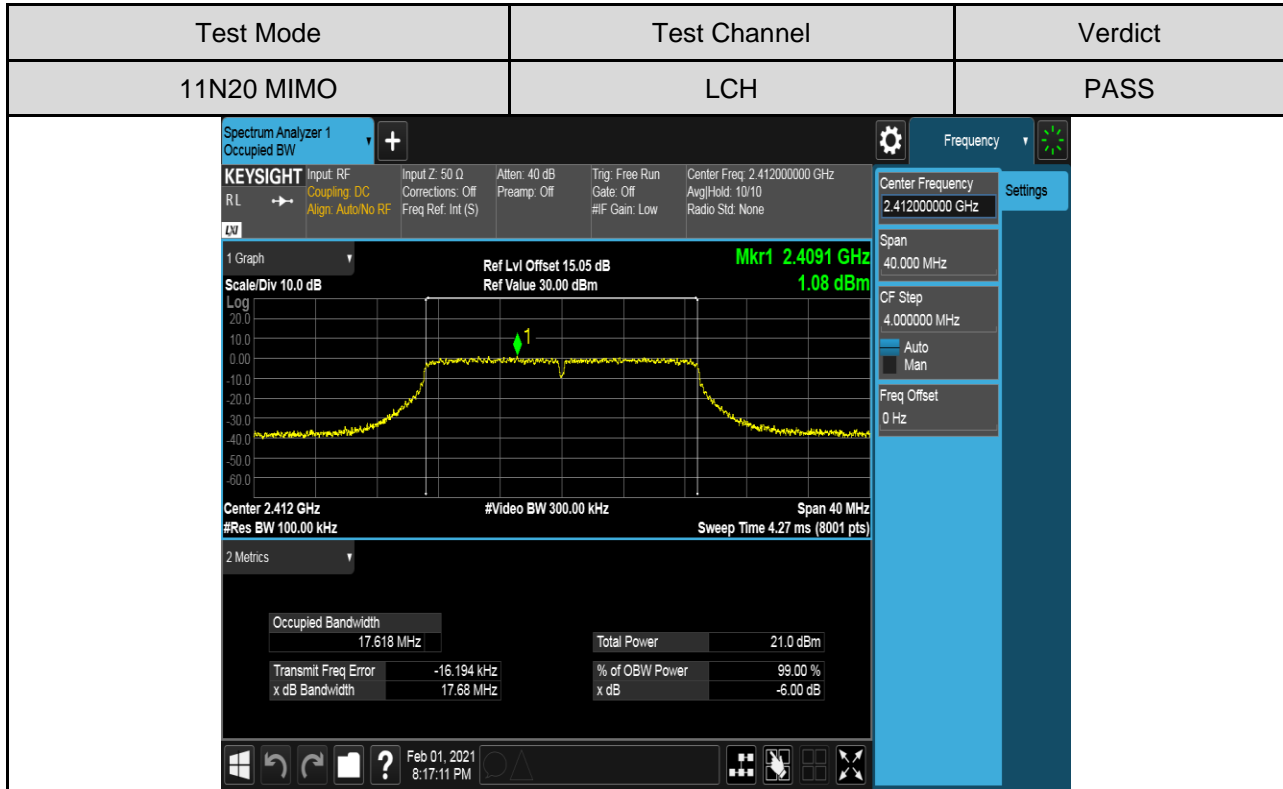 Test Mode Test Channel Verdict
11N20 MIMO LCH PASS
Spectrum Analyzer 1
Occupied BW
+
Frequency
KEYSIGHT
RL
LXI
Input: RF
Coupling: DC
Align: Auto/No RF
Input Z: 50 Ω
Corrections: Off
Freq Ref: Int (S)
Atten: 40 dB
Preamp: Off
Trig: Free Run
Gate: Off
#IF Gain: Low
Center Freq: 2.412000000 GHz
Avg|Hold: 10/10
Radio Std: None
Center Frequency
2.412000000 GHz
Settings
Span
40.000 MHz
CF Step
4.000000 MHz
Auto
Man
Freq Offset
0 Hz
1 Graph
Scale/Div 10.0 dB
Ref Lvl Offset 15.05 dB
Ref Value 30.00 dBm
Mkr1 2.4091 GHz
1.08 dBm
Log
20.0
10.0
0.00
-10.0
-20.0
-30.0
-40.0
-50.0
-60.0
1
Center 2.412 GHz #Video BW 300.00 kHz Span 40 MHz
#Res BW 100.00 kHz Sweep Time 4.27 ms (8001 pts)
2 Metrics
Occupied Bandwidth
17.618 MHz
Total Power 21.0 dBm
Transmit Freq Error -16.194 kHz % of OBW Power 99.00 %
x dB Bandwidth 17.68 MHz x dB -6.00 dB
?
Feb 01, 2021
8:17:11 PM